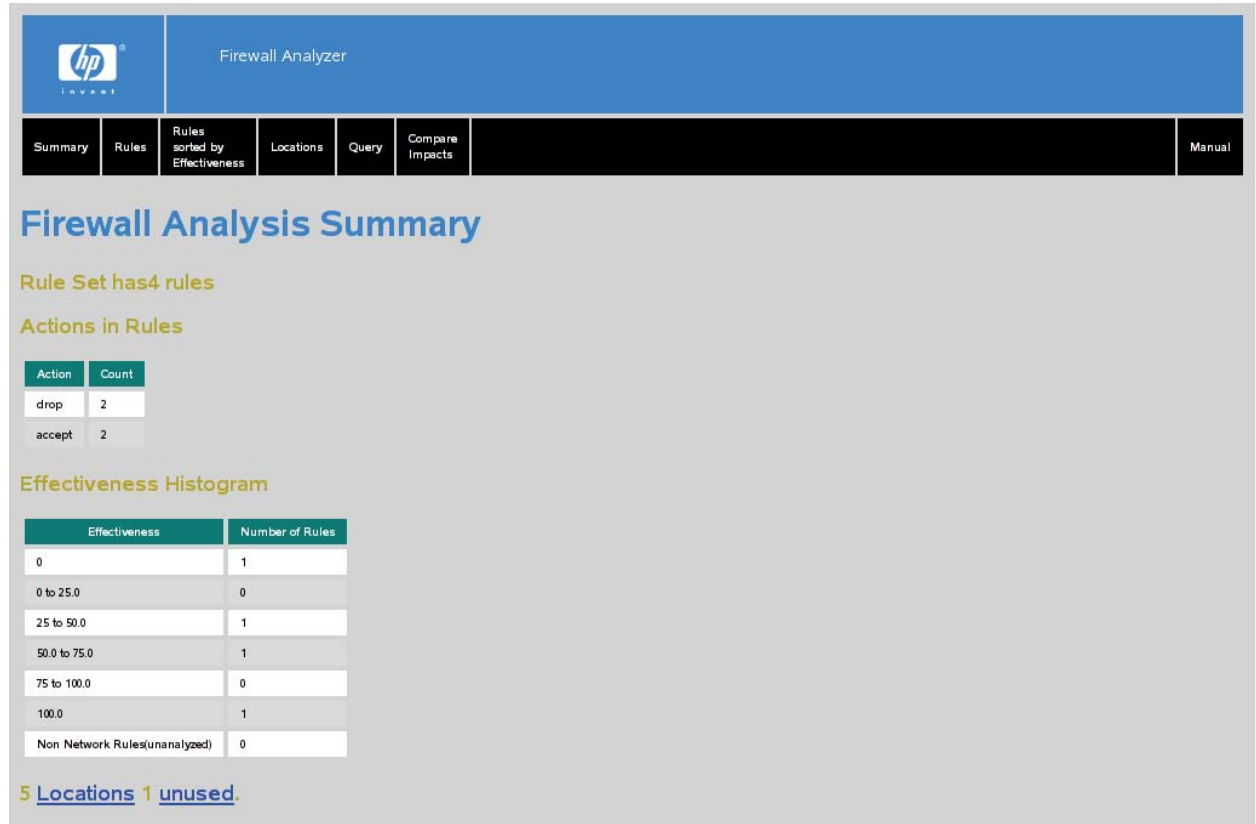 hp
®
invent
Firewall Analyzer
Summary
Rules
Rules
sorted by
Effectiveness
Locations
Query
Compare
Impacts
Manual
Firewall Analysis Summary
Rule Set has4 rules
Actions in Rules
Action Count
drop 2
accept 2
Effectiveness Histogram
Effectiveness Number of Rules
0 1
0 to 25.0 0
25 to 50.0 1
50.0 to 75.0 1
75 to 100.0 0
100.0 1
Non Network Rules(unanalyzed) 0
5 Locations 1 unused.